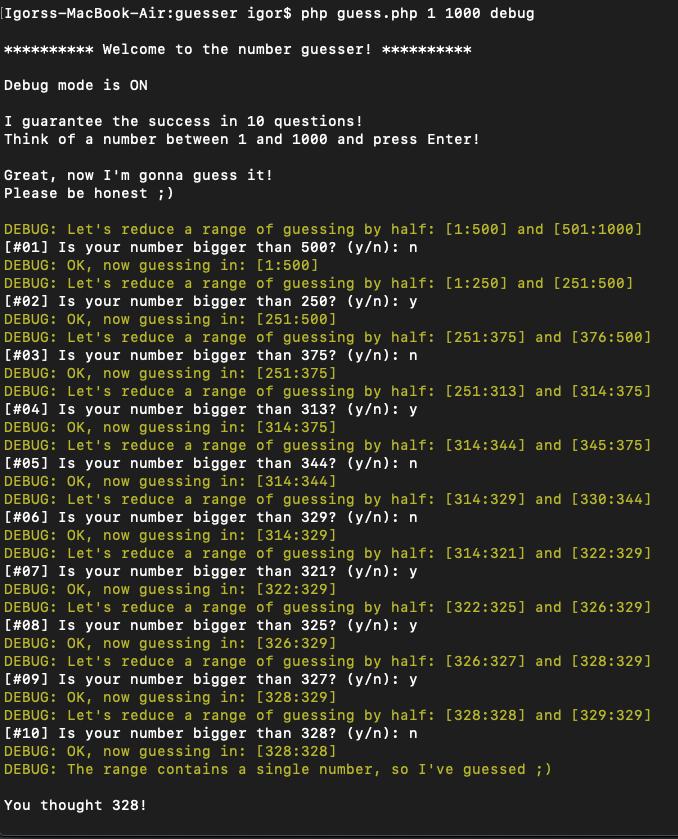 Igorss-MacBook-Air:guesser igor$ php guess.php 1 1000 debug
********** Welcome to the number guesser! **********
Debug mode is ON
I guarantee the success in 10 questions!
Think of a number between 1 and 1000 and press Enter!
Great, now I'm gonna guess it!
Please be honest ;)
DEBUG: Let's reduce a range of guessing by half: [1:500] and [501:1000]
[#01] Is your number bigger than 500? (y/n): n
DEBUG: OK, now guessing in: [1:500]
DEBUG: Let's reduce a range of guessing by half: [1:250] and [251:500]
[#02] Is your number bigger than 250? (y/n): y
DEBUG: OK, now guessing in: [251:500]
DEBUG: Let's reduce a range of guessing by half: [251:375] and [376:500]
[#03] Is your number bigger than 375? (y/n): n
DEBUG: OK, now guessing in: [251:375]
DEBUG: Let's reduce a range of guessing by half: [251:313] and [314:375]
[#04] Is your number bigger than 313? (y/n): y
DEBUG: OK, now guessing in: [314:375]
DEBUG: Let's reduce a range of guessing by half: [314:344] and [345:375]
[#05] Is your number bigger than 344? (y/n): n
DEBUG: OK, now guessing in: [314:344]
DEBUG: Let's reduce a range of guessing by half: [314:329] and [330:344]
[#06] Is your number bigger than 329? (y/n): n
DEBUG: OK, now guessing in: [314:329]
DEBUG: Let's reduce a range of guessing by half: [314:321] and [322:329]
[#07] Is your number bigger than 321? (y/n): y
DEBUG: OK, now guessing in: [322:329]
DEBUG: Let's reduce a range of guessing by half: [322:325] and [326:329]
[#08] Is your number bigger than 325? (y/n): y
DEBUG: OK, now guessing in: [326:329]
DEBUG: Let's reduce a range of guessing by half: [326:327] and [328:329]
[#09] Is your number bigger than 327? (y/n): y
DEBUG: OK, now guessing in: [328:329]
DEBUG: Let's reduce a range of guessing by half: [328:328] and [329:329]
[#10] Is your number bigger than 328? (y/n): n
DEBUG: OK, now guessing in: [328:328]
DEBUG: The range contains a single number, so I've guessed ;)
You thought 328!